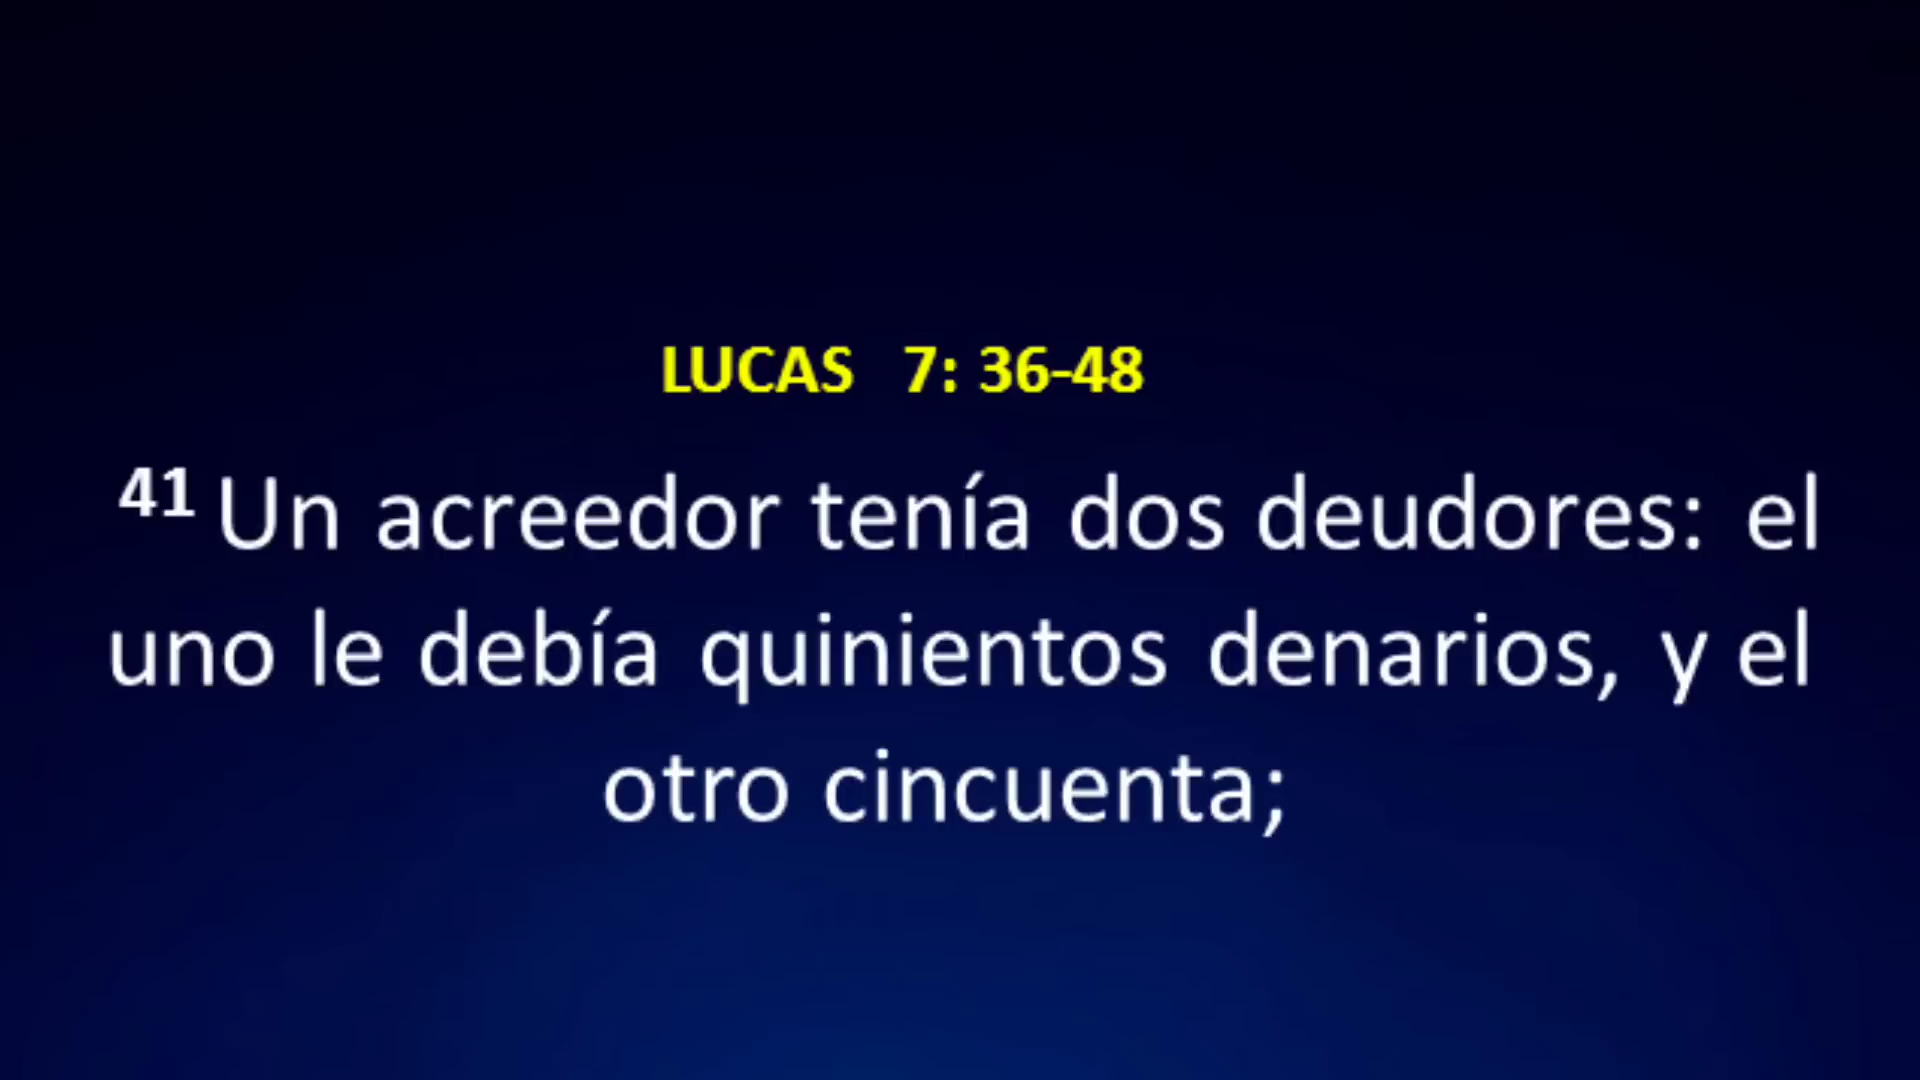 LUCAS 7: 36-48
41 Un acreedor tenía dos deudores: el
uno le debía quinientos denarios, y el
otro cincuenta;